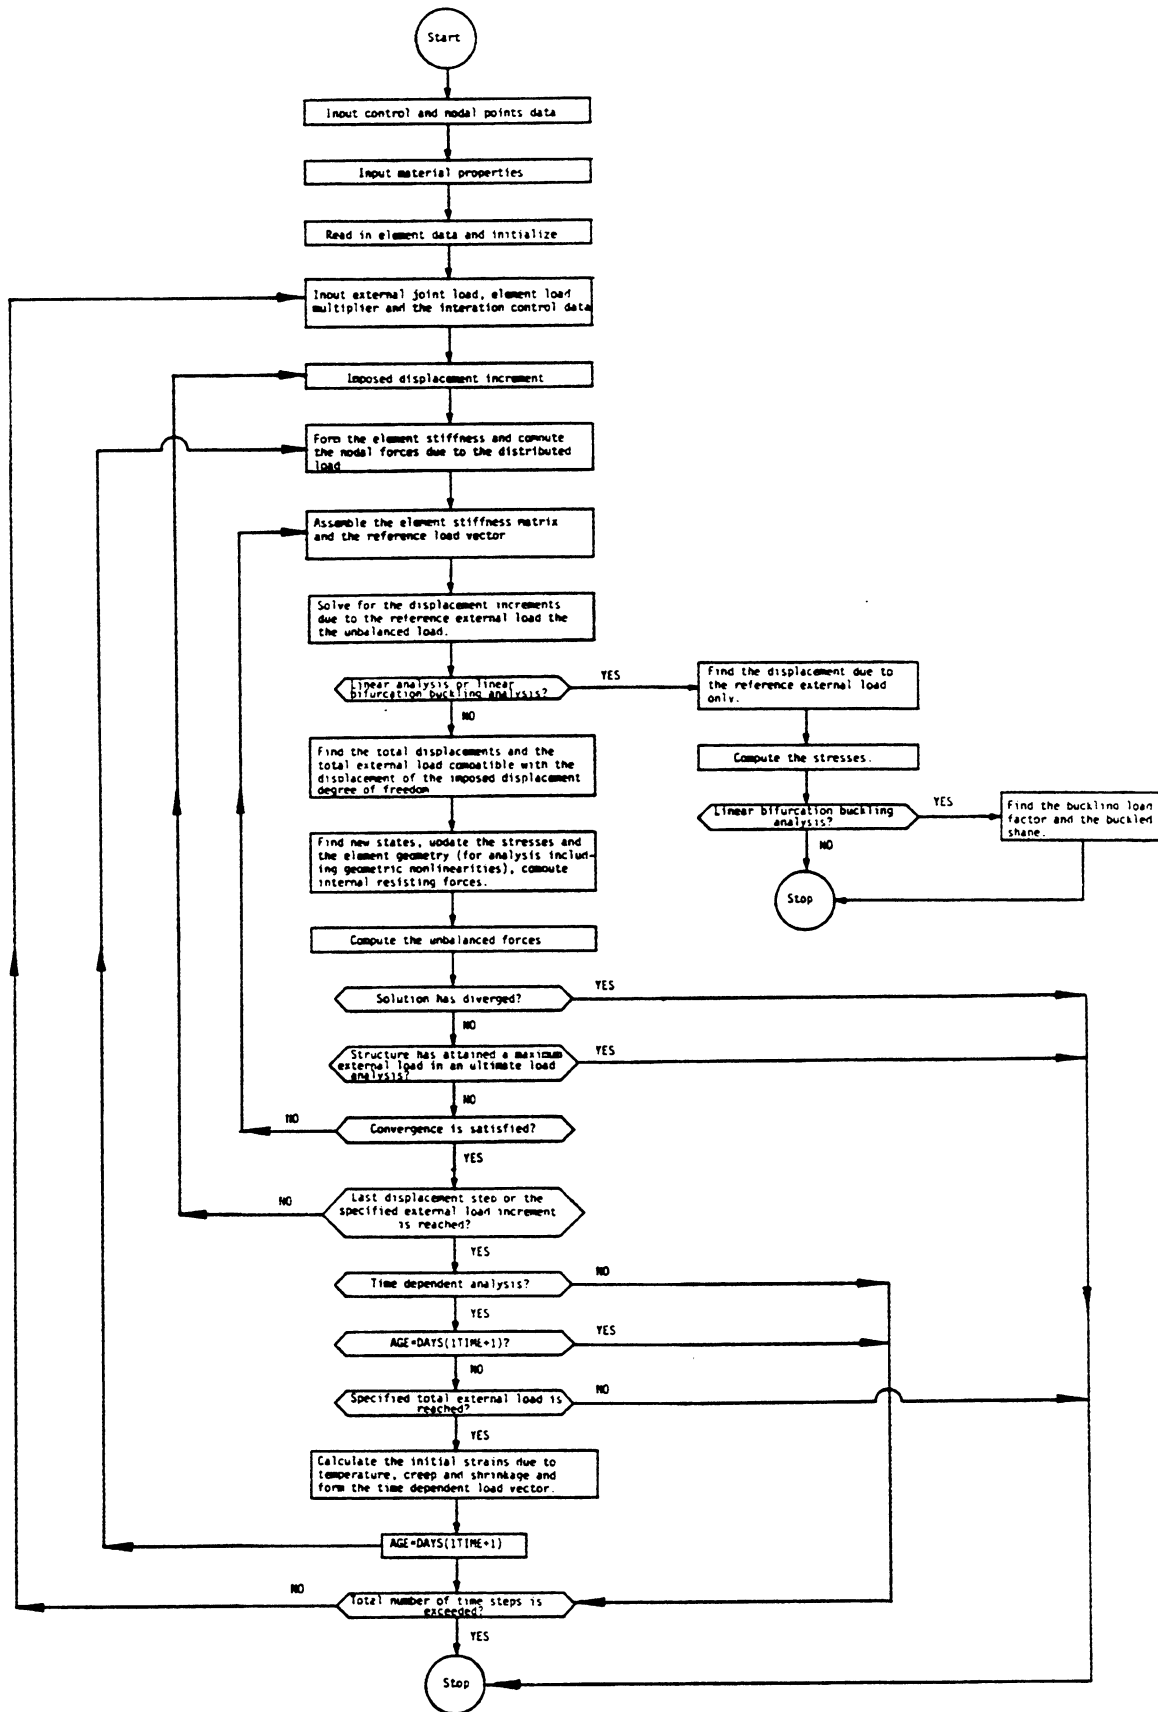 Start
Input control and nodal points data
Input material properties
Read in element data and initialize
Inout external joint load, element load
multiplier and the interation control data
Imposed displacement increment
Form the element stiffness and compute
the nodal forces due to the distributed
load
Assemble the element stiffness matrix
and the reference load vector
Solve for the displacement increments
due to the reference external load the
the unbalanced load.
Linear analysis or linear
bifurcation buckling analysis?
YES
NO
Find the displacement due to
the reference external load
only.
Compute the stresses.
Linear bifurcation buckling
analysis?
YES
NO
Find the buckling loan
factor and the buckled
shane.
Stop
Find the total displacements and the
total external load comoatible with the
displacement of the imposed displacement
degree of freedom
Find new states, uodate the stresses and
the element geometry (for analysis includ-
ing geometric nonlinearities), comoute
internal resisting forces.
Compute the unbalanced forces
Solution has diverged?
YES
NO
Structure has attained a maximum
external load in an ultimate load
analysis?
YES
NO
Convergence is satisfied?
NO
YES
Last displacement step or the
specified external load increment
is reached?
NO
YES
Time dependent analysis?
NO
YES
AGE=DAYS(ITIME+1)?
YES
NO
Specified total external load is
reached?
NO
YES
Calculate the initial strains due to
temperature, creep and shrinkage and
form the time dependent load vector.
AGE=DAYS(ITIME+1)
Total number of time steps is
exceeded?
NO
YES
Stop